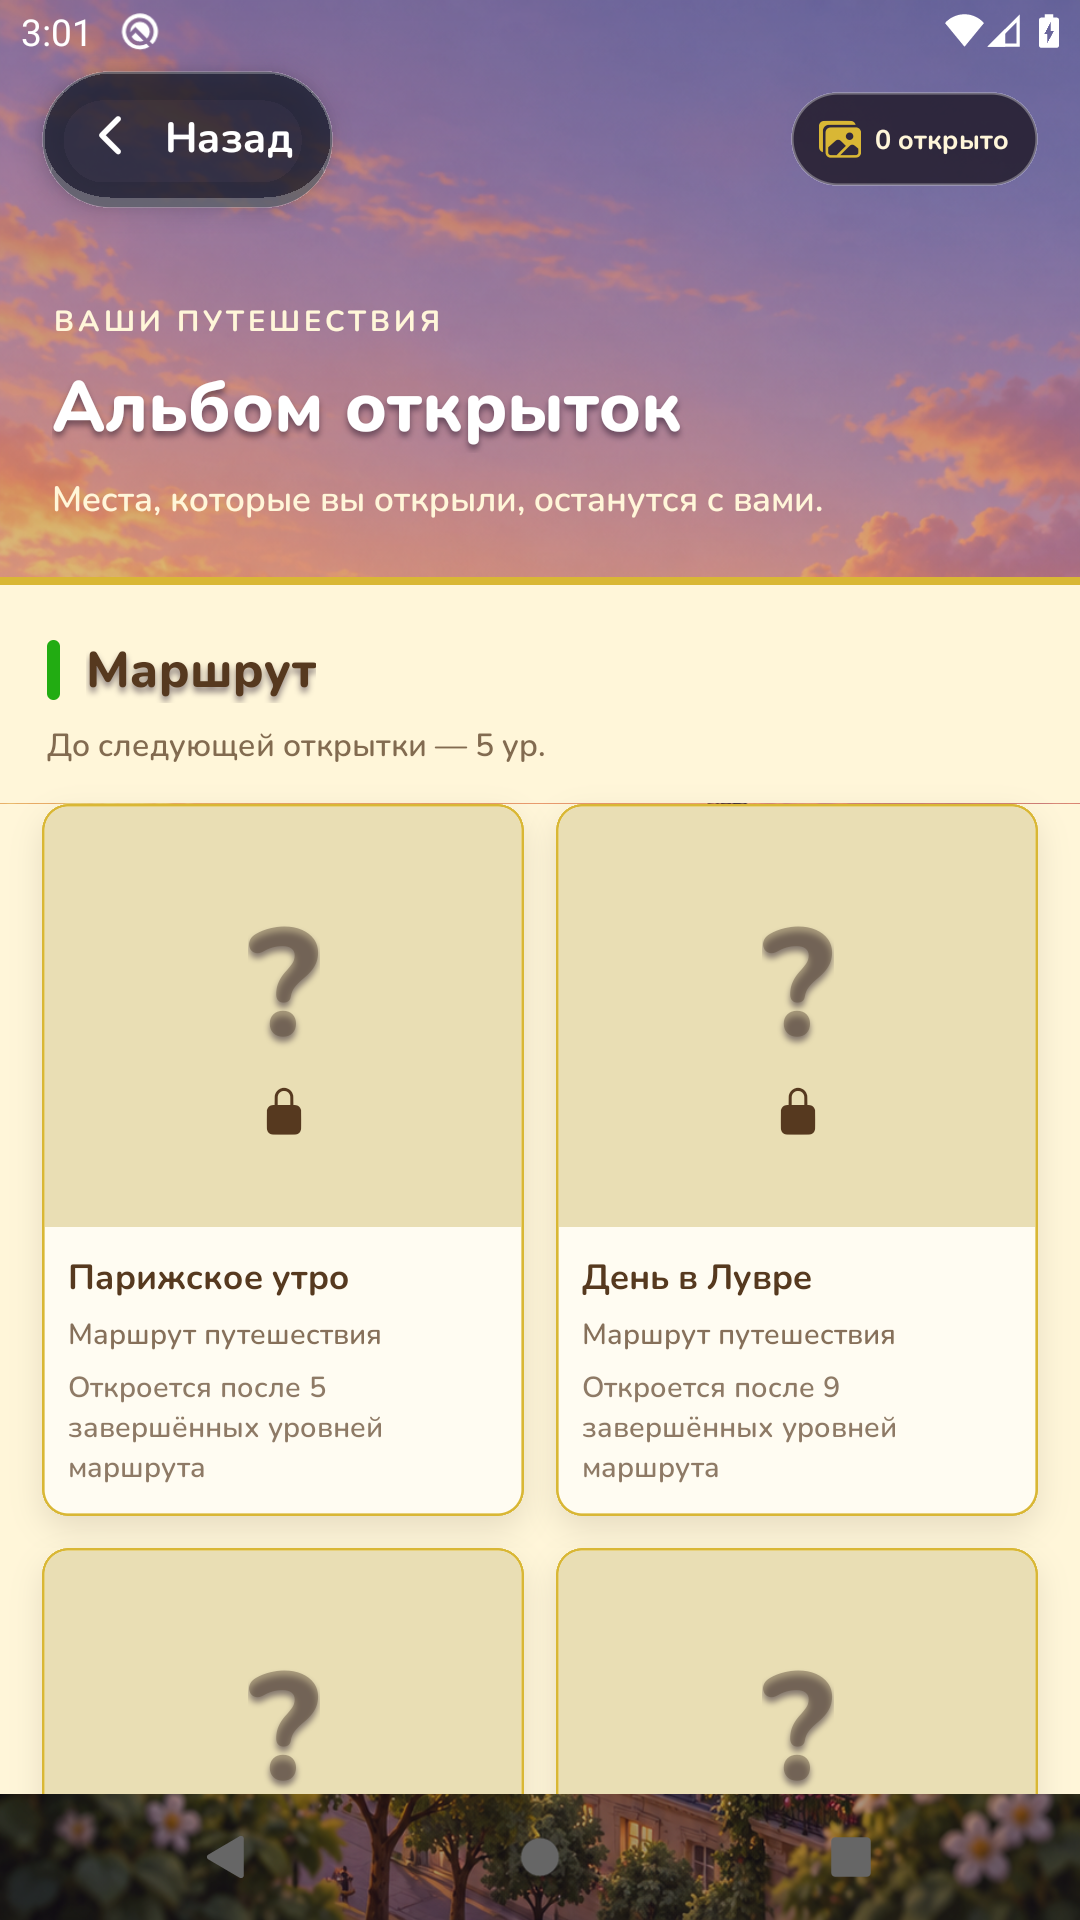 3:01
Назад
0 открыто
ВАШИ ПУТЕШЕСТВИЯ
Альбом открыток
Места, которые вы открыли, останутся с вами.
Маршрут
До следующей открытки — 5 ур.
?
?
Парижское утро
Маршрут путешествия
Откроется после 5
завершённых уровней
маршрута
День в Лувре
Маршрут путешествия
Откроется после 9
завершённых уровней
маршрута
?
?